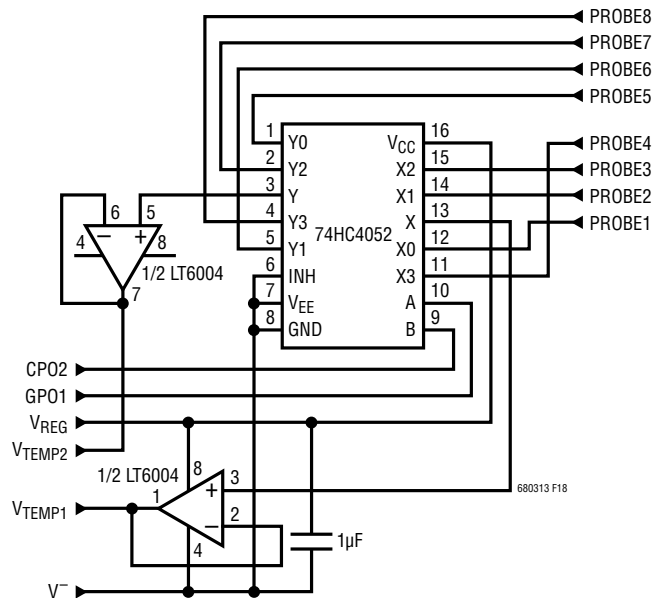 PROBE8
PROBE7
PROBE6
PROBE5
PROBE4
PROBE3
PROBE2
PROBE1
1 Y0 VCC 16
2 Y2 X2 15
3 Y X1 14
4 Y3 X 13
74HC4052
5 Y1 X0 12
6 INH X3 11
7 VEE A 10
8 GND B 9
6 5
− +
4 8
1/2 LT6004
7
CPO2
GPO1
VREG
VTEMP2
1/2 LT6004
8
3
+
1
VTEMP1
2
−
4
1µF
680313 F18
V−